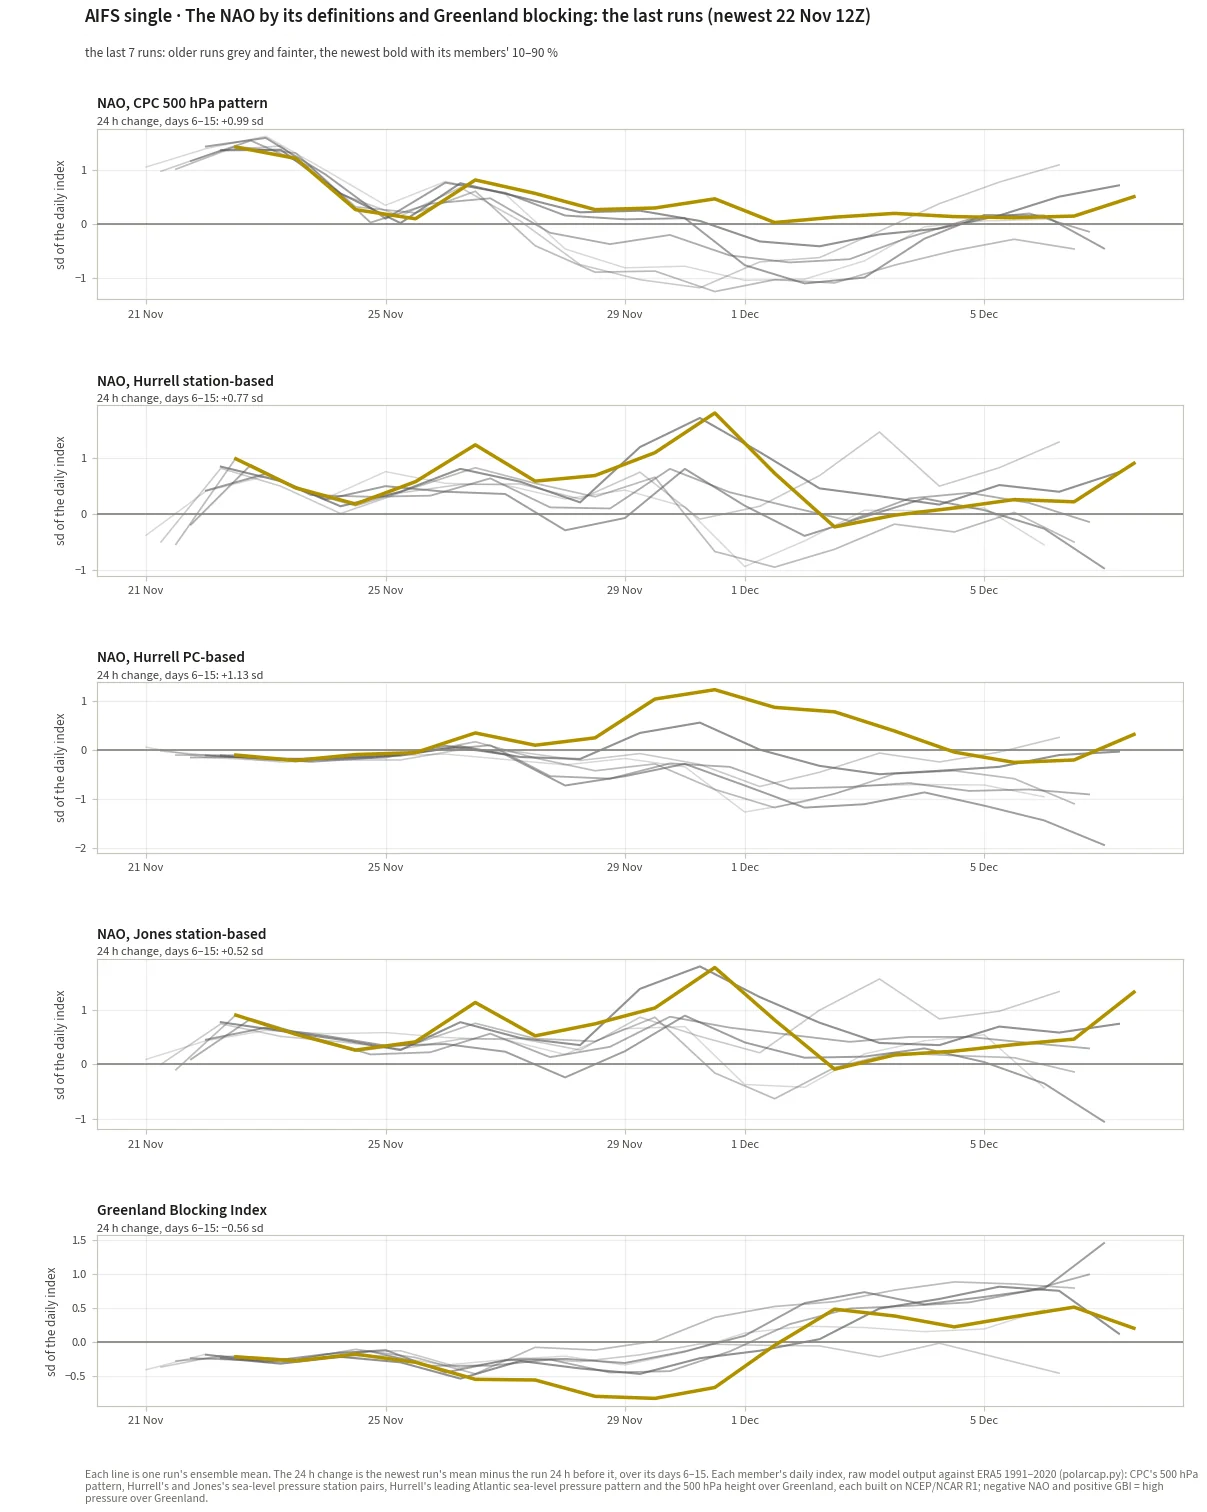 AIFS single · The NAO by its definitions and Greenland blocking: the last runs (newest 22 Nov 12Z)
the last 7 runs: older runs grey and fainter, the newest bold with its members' 10–90 %
NAO, CPC 500 hPa pattern
24 h change, days 6–15: +0.99 sd
sd of the daily index
1
0
−1
21 Nov
25 Nov
29 Nov
1 Dec
5 Dec
NAO, Hurrell station-based
24 h change, days 6–15: +0.77 sd
sd of the daily index
1
0
−1
21 Nov
25 Nov
29 Nov
1 Dec
5 Dec
NAO, Hurrell PC-based
24 h change, days 6–15: +1.13 sd
sd of the daily index
1
0
−1
−2
21 Nov
25 Nov
29 Nov
1 Dec
5 Dec
NAO, Jones station-based
24 h change, days 6–15: +0.52 sd
sd of the daily index
1
0
−1
21 Nov
25 Nov
29 Nov
1 Dec
5 Dec
Greenland Blocking Index
24 h change, days 6–15: −0.56 sd
sd of the daily index
1.5
1.0
0.5
0.0
−0.5
21 Nov
25 Nov
29 Nov
1 Dec
5 Dec
Each line is one run's ensemble mean. The 24 h change is the newest run's mean minus the run 24 h before it, over its days 6–15. Each member's daily index, raw model output against ERA5 1991–2020 (polarcap.py): CPC's 500 hPa
pattern, Hurrell's and Jones's sea-level pressure station pairs, Hurrell's leading Atlantic sea-level pressure pattern and the 500 hPa height over Greenland, each built on NCEP/NCAR R1; negative NAO and positive GBI = high
pressure over Greenland.